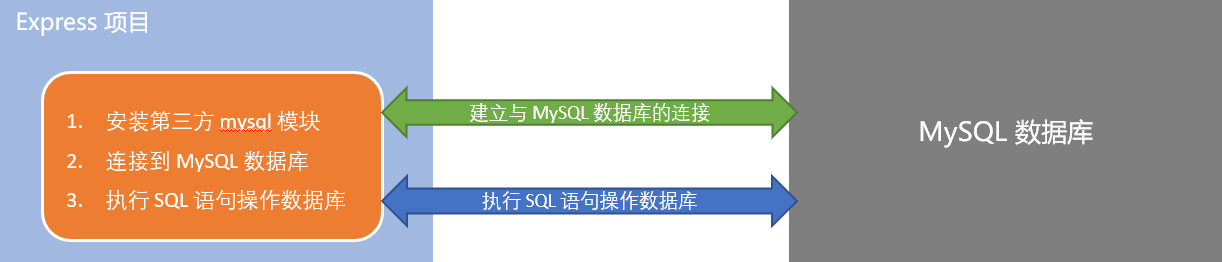 Express 项目
1. 安装第三方 mysql 模块
2. 连接到 MySQL 数据库
3. 执行 SQL 语句操作数据库
建立与 MySQL 数据库的连接
执行 SQL 语句操作数据库
MySQL 数据库